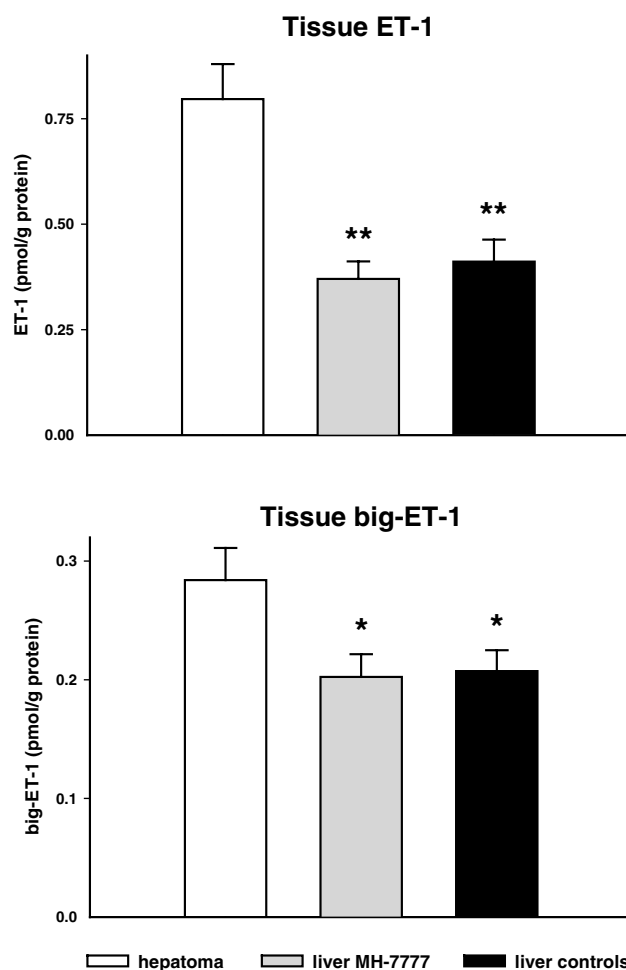 Tissue ET-1
ET-1 (pmol/g protein)
0.75
0.50
0.25
0.00
**
**
Tissue big-ET-1
big-ET-1 (pmol/g protein)
0.3
0.2
0.1
0.0
*
*
hepatoma liver MH-7777 liver controls